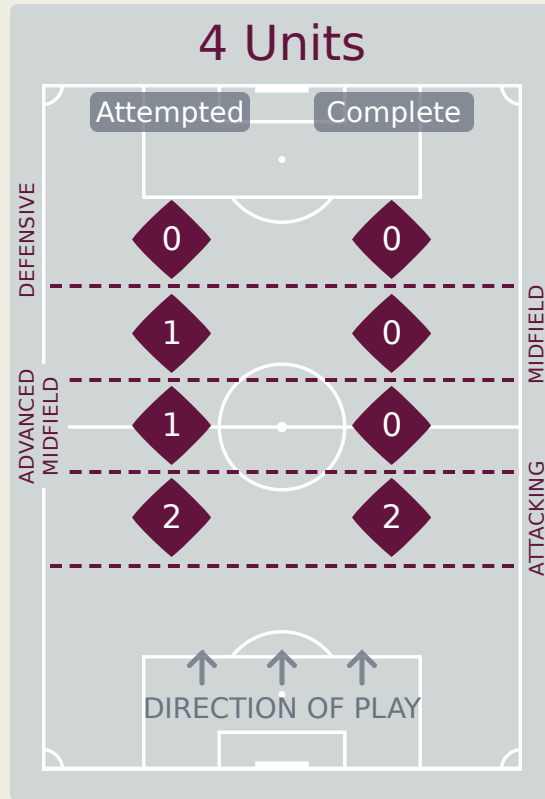 4 Units
Attempted Complete
DEFENSIVE
0 0
MIDFIELD
1 0
ADVANCED
MIDFIELD
1 0
ATTACKING
2 2
DIRECTION OF PLAY